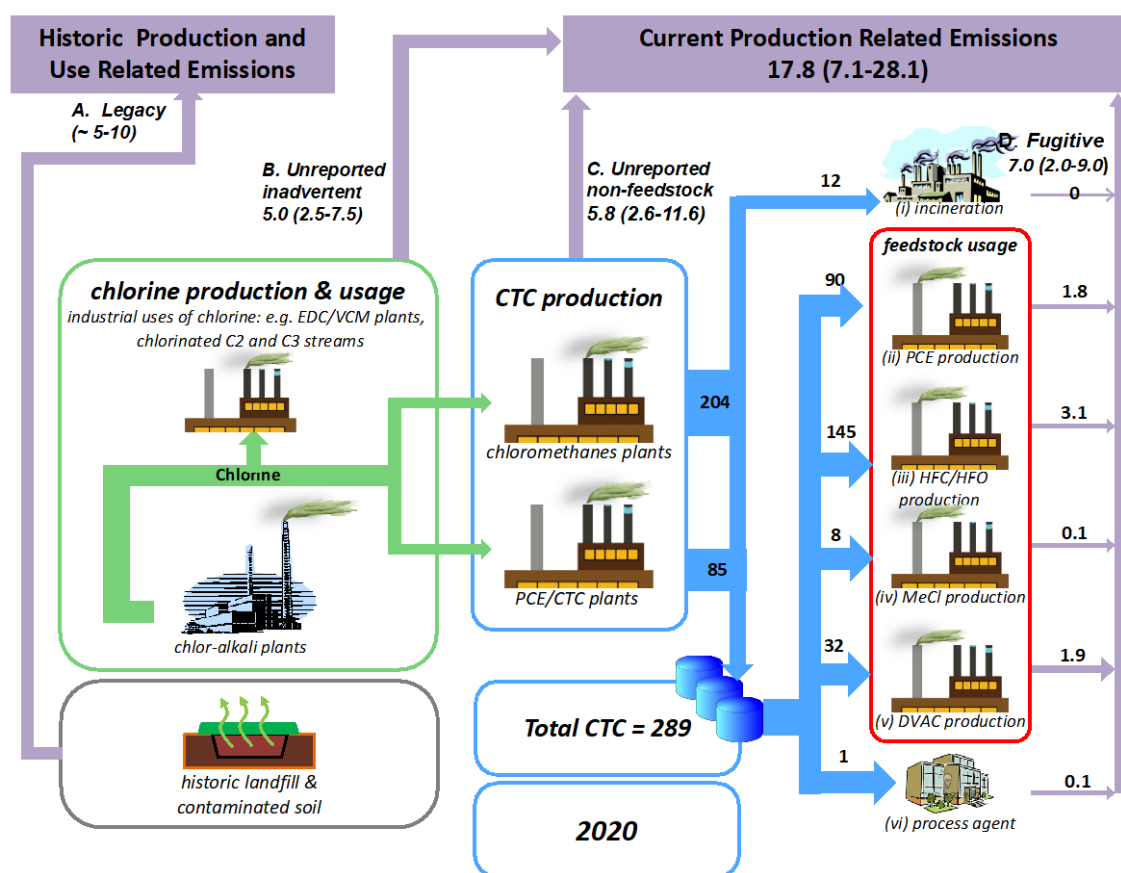 Historic Production and
Use Related Emissions
Current Production Related Emissions
17.8 (7.1-28.1)
A. Legacy
(~ 5-10)
B. Unreported
inadvertent
5.0 (2.5-7.5)
C. Unreported
non-feedstock
5.8 (2.6-11.6)
D. Fugitive
7.0 (2.0-9.0)
12
(i) incineration
0
chlorine production & usage
industrial uses of chlorine: e.g. EDC/VCM plants,
chlorinated C2 and C3 streams
Chlorine
chlor-alkali plants
CTC production
chloromethanes plants
PCE/CTC plants
204
85
feedstock usage
90
(ii) PCE production
1.8
145
(iii) HFC/HFO
production
3.1
8
(iv) MeCl production
0.1
32
(v) DVAC production
1.9
1
(vi) process agent
0.1
historic landfill &
contaminated soil
Total CTC = 289
2020